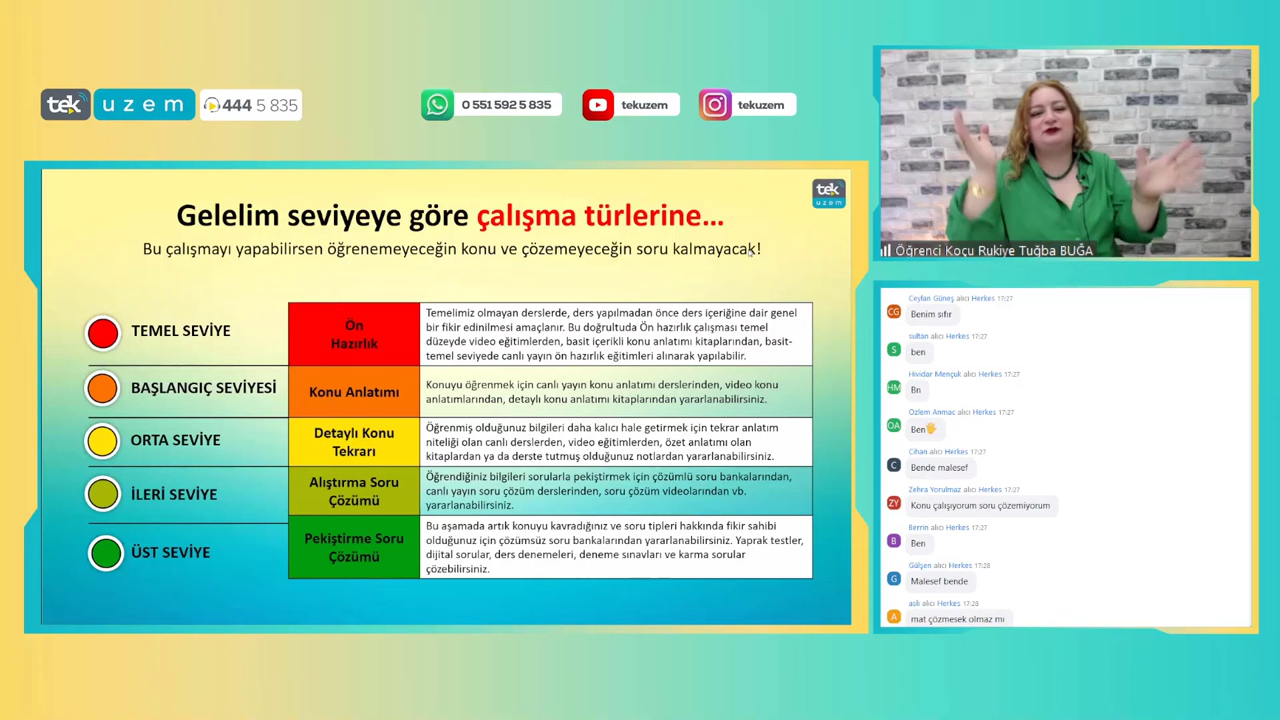 tek uzem 444 5 835
0 551 592 5 835
tekuzem
tekuzem
tek
uzem
Gelelim seviyeye göre çalışma türlerine...
Bu çalışmayı yapabilirsen öğrenemeyeceğin konu ve çözemeyeceğin soru kalmayacak!
TEMEL SEVİYE
Ön
Hazırlık
Temelimiz olmayan derslerde, ders yapılmadan önce ders içeriğine dair genel
bir fikir edinilmesi amaçlanır. Bu doğrultuda Ön hazırlık çalışması temel
düzeyde video eğitimlerden, basit içerikli konu anlatımı kitaplarından, basit-
temel seviyede canlı yayın ön hazırlık eğitimleri alınarak yapılabilir.
BAŞLANGIÇ SEVİYESİ
Konu Anlatımı
Konuyu öğrenmek için canlı yayın konu anlatımı derslerinden, video konu
anlatımlarından, detaylı konu anlatımı kitaplarından yararlanabilirsiniz.
ORTA SEVİYE
Detaylı Konu
Tekrarı
Öğrenmiş olduğunuz bilgileri daha kalıcı hale getirmek için tekrar anlatım
niteliği olan canlı derslerden, video eğitimlerden, özet anlatımı olan
kitaplardan ya da derste tutmuş olduğunuz notlardan yararlanabilirsiniz.
İLERİ SEVİYE
Alıştırma Soru
Çözümü
Öğrendiğiniz bilgileri sorularla pekiştirmek için çözümlü soru bankalarından,
canlı yayın soru çözüm derslerinden, soru çözüm videolarından vb.
yararlanabilirsiniz.
ÜST SEVİYE
Pekiştirme Soru
Çözümü
Bu aşamada artık konuyu kavradığınız ve soru tipleri hakkında fikir sahibi
olduğunuz için çözümsüz soru bankalarından yararlanabilirsiniz. Yaprak testler,
dijital sorular, ders denemeleri, deneme sınavları ve karma sorular
çözebilirsiniz.
Öğrenci Koçu Rukiye Tuğba BUĞA
Ceylan Güneş alıcı Herkes 17:27
CG Benim sıfır
sultan alıcı Herkes 17:27
S ben
Hividar Mençuk alıcı Herkes 17:27
HM Bn
Özlem Anmac alıcı Herkes 17:27
OA Ben🖐
Cihan alıcı Herkes 17:27
C Bende malesef
Zehra Yorulmaz alıcı Herkes 17:27
ZY Konu çalışıyorum soru çözemiyorum
Berrin alıcı Herkes 17:27
B Ben
Gülşen alıcı Herkes 17:28
G Malesef bende
aslı alıcı Herkes 17:28
A mat çözmesek olmaz mı